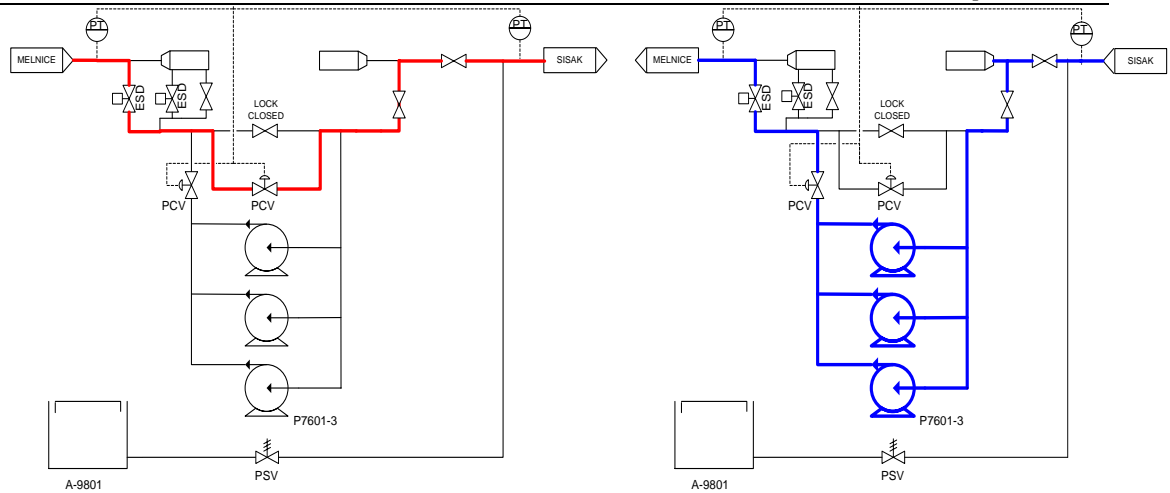 PT
PT
MELNICE
SISAK
ESD
ESD
LOCK
CLOSED
PCV
PCV
P7601-3
A-9801
PSV
PT
PT
MELNICE
SISAK
ESD
ESD
LOCK
CLOSED
PCV
PCV
P7601-3
A-9801
PSV